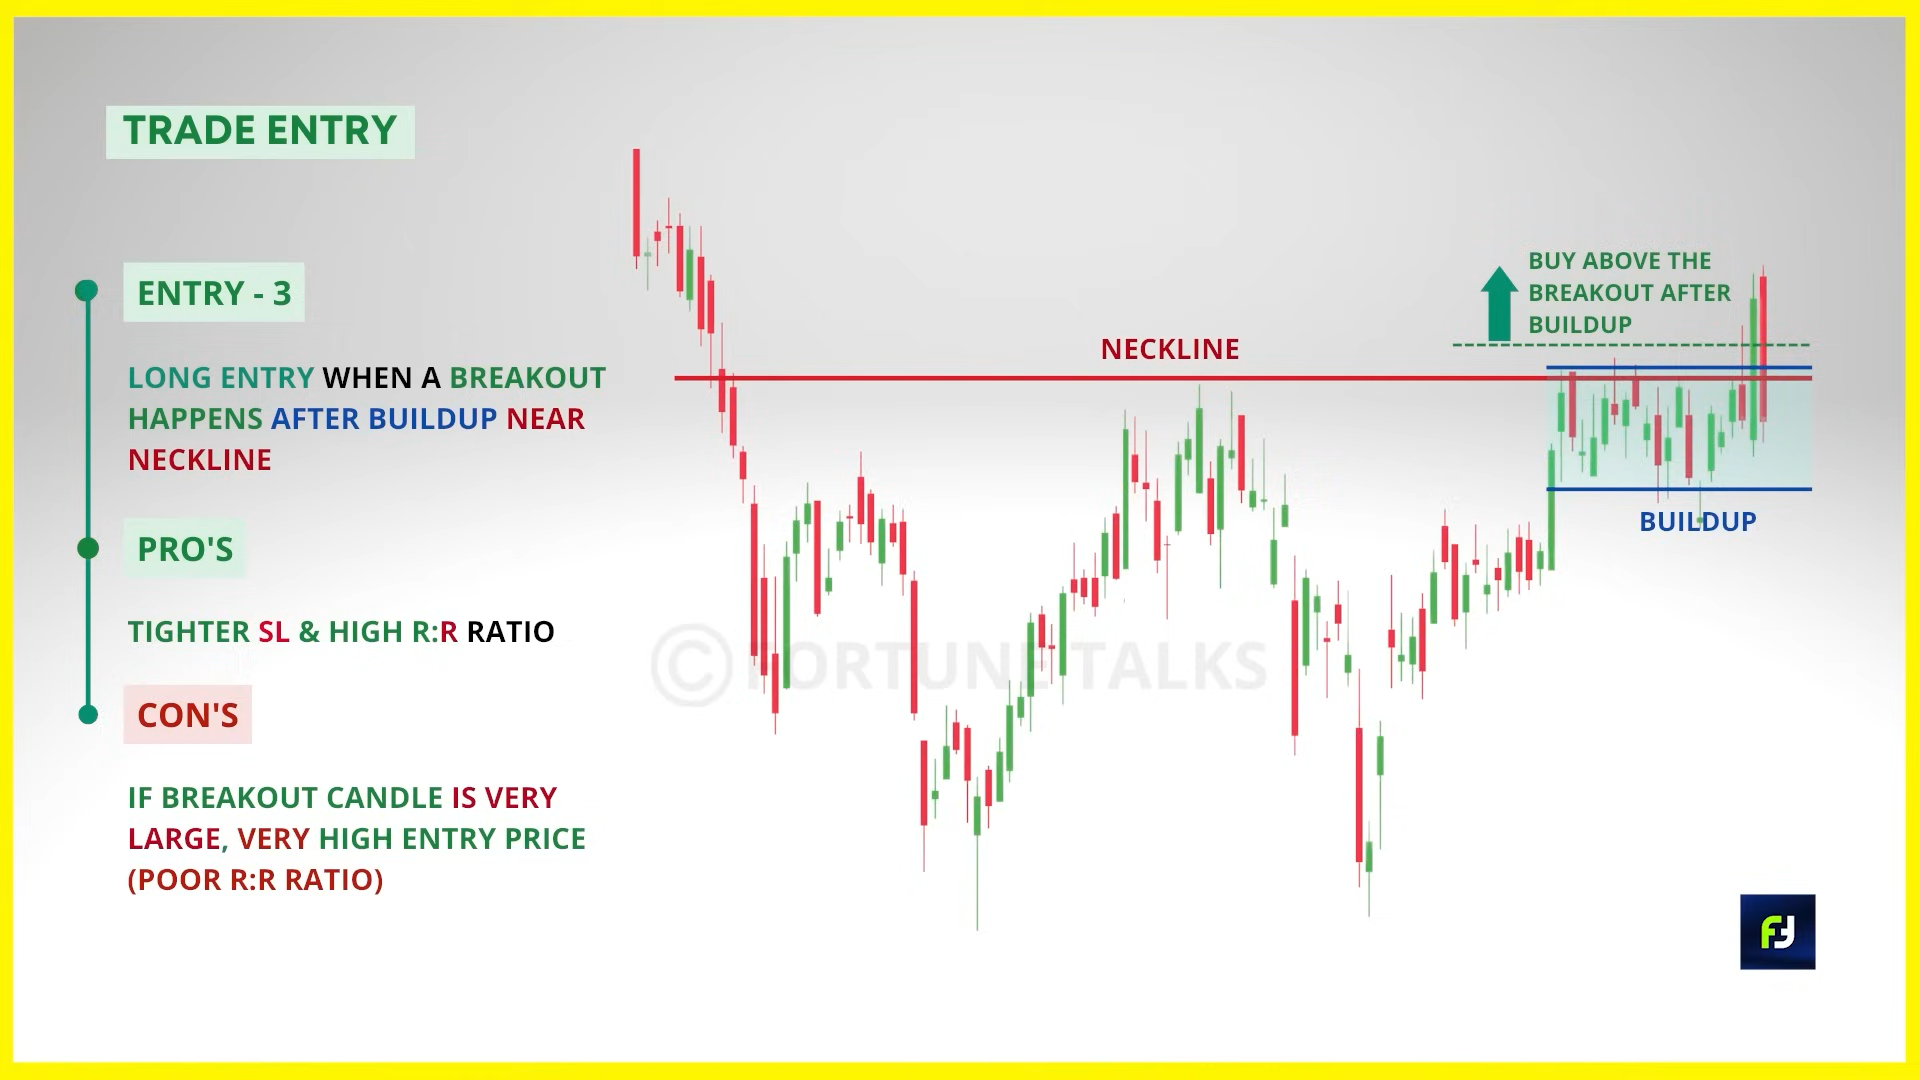 TRADE ENTRY
ENTRY - 3
LONG ENTRY WHEN A BREAKOUT
HAPPENS AFTER BUILDUP NEAR
NECKLINE
PRO'S
TIGHTER SL & HIGH R:R RATIO
CON'S
IF BREAKOUT CANDLE IS VERY
LARGE, VERY HIGH ENTRY PRICE
(POOR R:R RATIO)
NECKLINE
BUY ABOVE THE
BREAKOUT AFTER
BUILDUP
BUILDUP
© FORTUNE TALKS